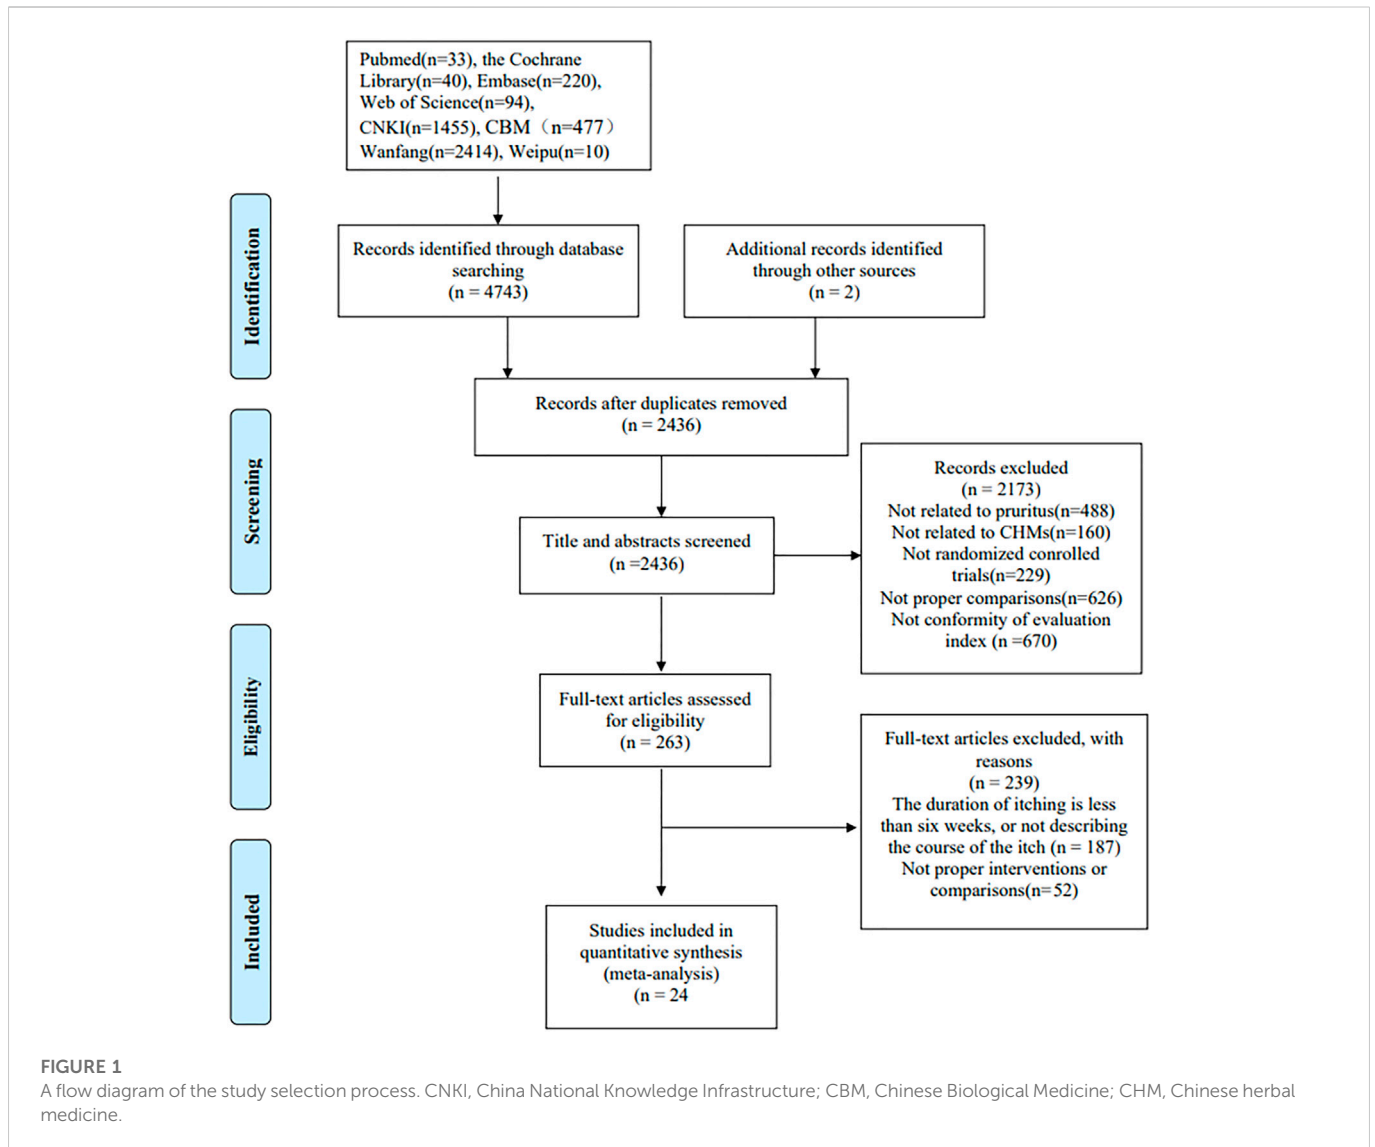 Pubmed(n=33), the Cochrane
Library(n=40), Embase(n=220),
Web of Science(n=94),
CNKI(n=1455), CBM（n=477）
Wanfang(n=2414), Weipu(n=10)
Identification
Records identified through database
searching
(n = 4743)
Additional records identified
through other sources
(n = 2)
Records after duplicates removed
(n = 2436)
Screening
Title and abstracts screened
(n =2436)
Records excluded
(n = 2173)
Not related to pruritus(n=488)
Not related to CHMs(n=160)
Not randomized conrolled
trials(n=229)
Not proper comparisons(n=626)
Not conformity of evaluation
index (n =670)
Eligibility
Full-text articles assessed
for eligibility
(n = 263)
Full-text articles excluded, with
reasons
(n = 239)
The duration of itching is less
than six weeks, or not describing
the course of the itch (n = 187)
Not proper interventions or
comparisons(n=52)
Included
Studies included in
quantitative synthesis
(meta-analysis)
(n = 24
FIGURE 1
A flow diagram of the study selection process. CNKI, China National Knowledge Infrastructure; CBM, Chinese Biological Medicine; CHM, Chinese herbal
medicine.